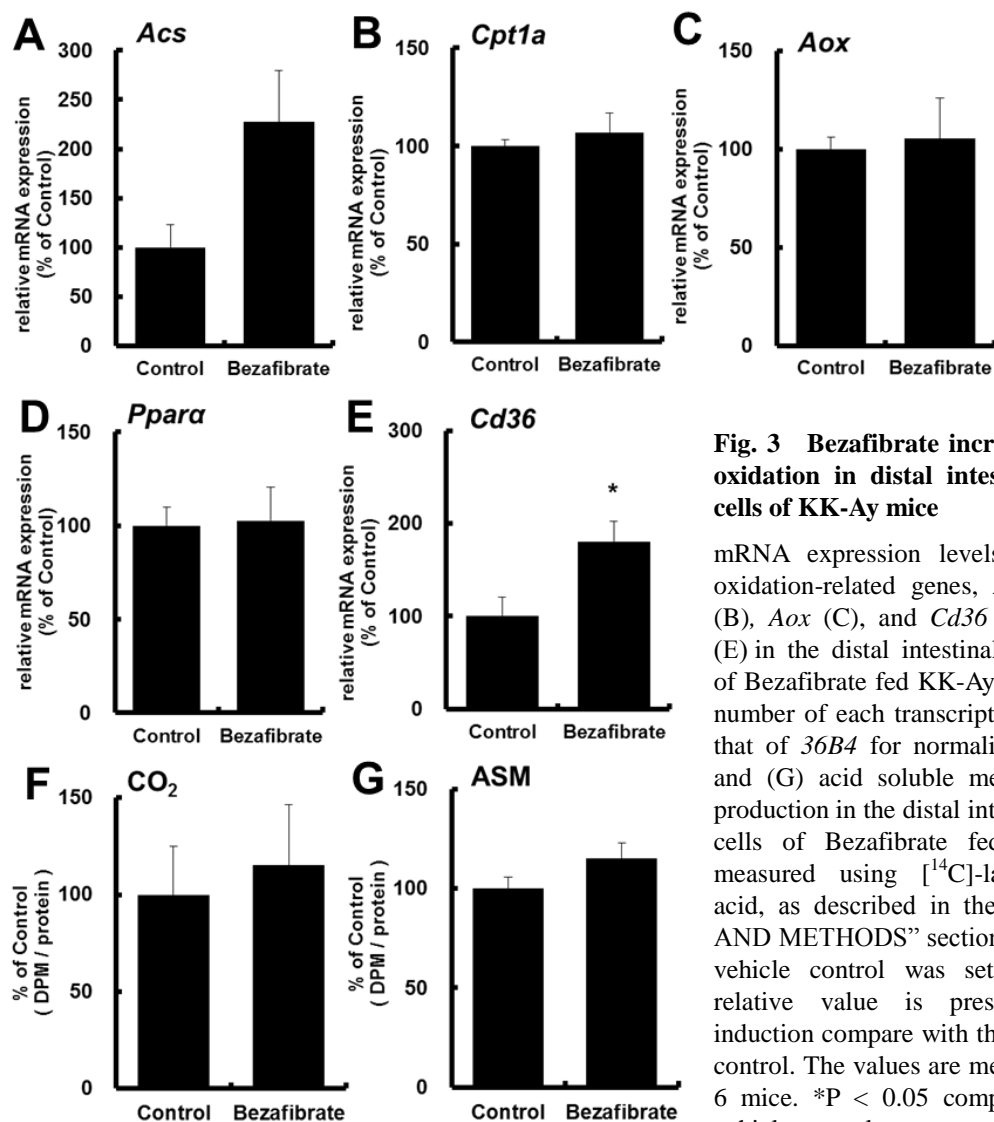 A
Acs
300
250
200
150
100
50
0
relative mRNA expression
(% of Control)
Control Bezafibrate
B
Cpt1a
150
100
50
0
relative mRNA expression
(% of Control)
Control Bezafibrate
C
Aox
150
100
50
0
relative mRNA expression
(% of Control)
Control Bezafibrate
D
Pparα
150
100
50
0
relative mRNA expression
(% of Control)
Control Bezafibrate
E
Cd36
300
200
100
0
relative mRNA expression
(% of Control)
*
Control Bezafibrate
F
CO2
150
100
50
0
% of Control
( DPM / protein)
Control Bezafibrate
G
ASM
150
100
50
0
% of Control
( DPM / protein)
Control Bezafibrate
Fig. 3 Bezafibrate incr
oxidation in distal intes
cells of KK-Ay mice
mRNA expression levels
oxidation-related genes,
(B), Aox (C), and Cd36
(E) in the distal intestinal
of Bezafibrate fed KK-Ay
number of each transcript
that of 36B4 for normali
and (G) acid soluble me
production in the distal int
cells of Bezafibrate fed
measured using [14C]-la
acid, as described in the
AND METHODS” section
vehicle control was set
relative value is pres
induction compare with th
control. The values are me
6 mice. *P < 0.05 comp